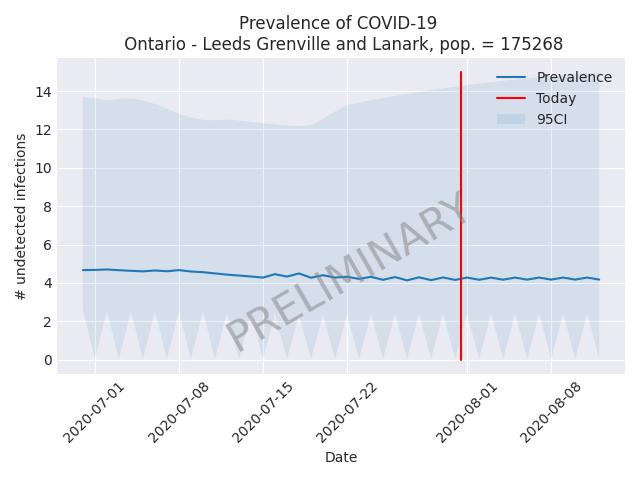 Prevalence of COVID-19
Ontario - Leeds Grenville and Lanark, pop. = 175268
# undetected infections
14
12
10
8
6
4
2
0
Prevalence
Today
95CI
PRELIMINARY
2020-07-01
2020-07-08
2020-07-15
2020-07-22
2020-08-01
2020-08-08
Date